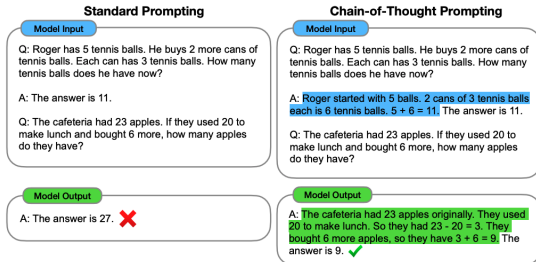 Standard Prompting
Model Input
Q: Roger has 5 tennis balls. He buys 2 more cans of
tennis balls. Each can has 3 tennis balls. How many
tennis balls does he have now?
A: The answer is 11.
Q: The cafeteria had 23 apples. If they used 20 to
make lunch and bought 6 more, how many apples
do they have?
Model Output
A: The answer is 27.
Chain-of-Thought Prompting
Model Input
Q: Roger has 5 tennis balls. He buys 2 more cans of
tennis balls. Each can has 3 tennis balls. How many
tennis balls does he have now?
A: Roger started with 5 balls. 2 cans of 3 tennis balls
each is 6 tennis balls. 5 + 6 = 11. The answer is 11.
Q: The cafeteria had 23 apples. If they used 20 to
make lunch and bought 6 more, how many apples
do they have?
Model Output
A: The cafeteria had 23 apples originally. They used
20 to make lunch. So they had 23 - 20 = 3. They
bought 6 more apples, so they have 3 + 6 = 9. The
answer is 9.